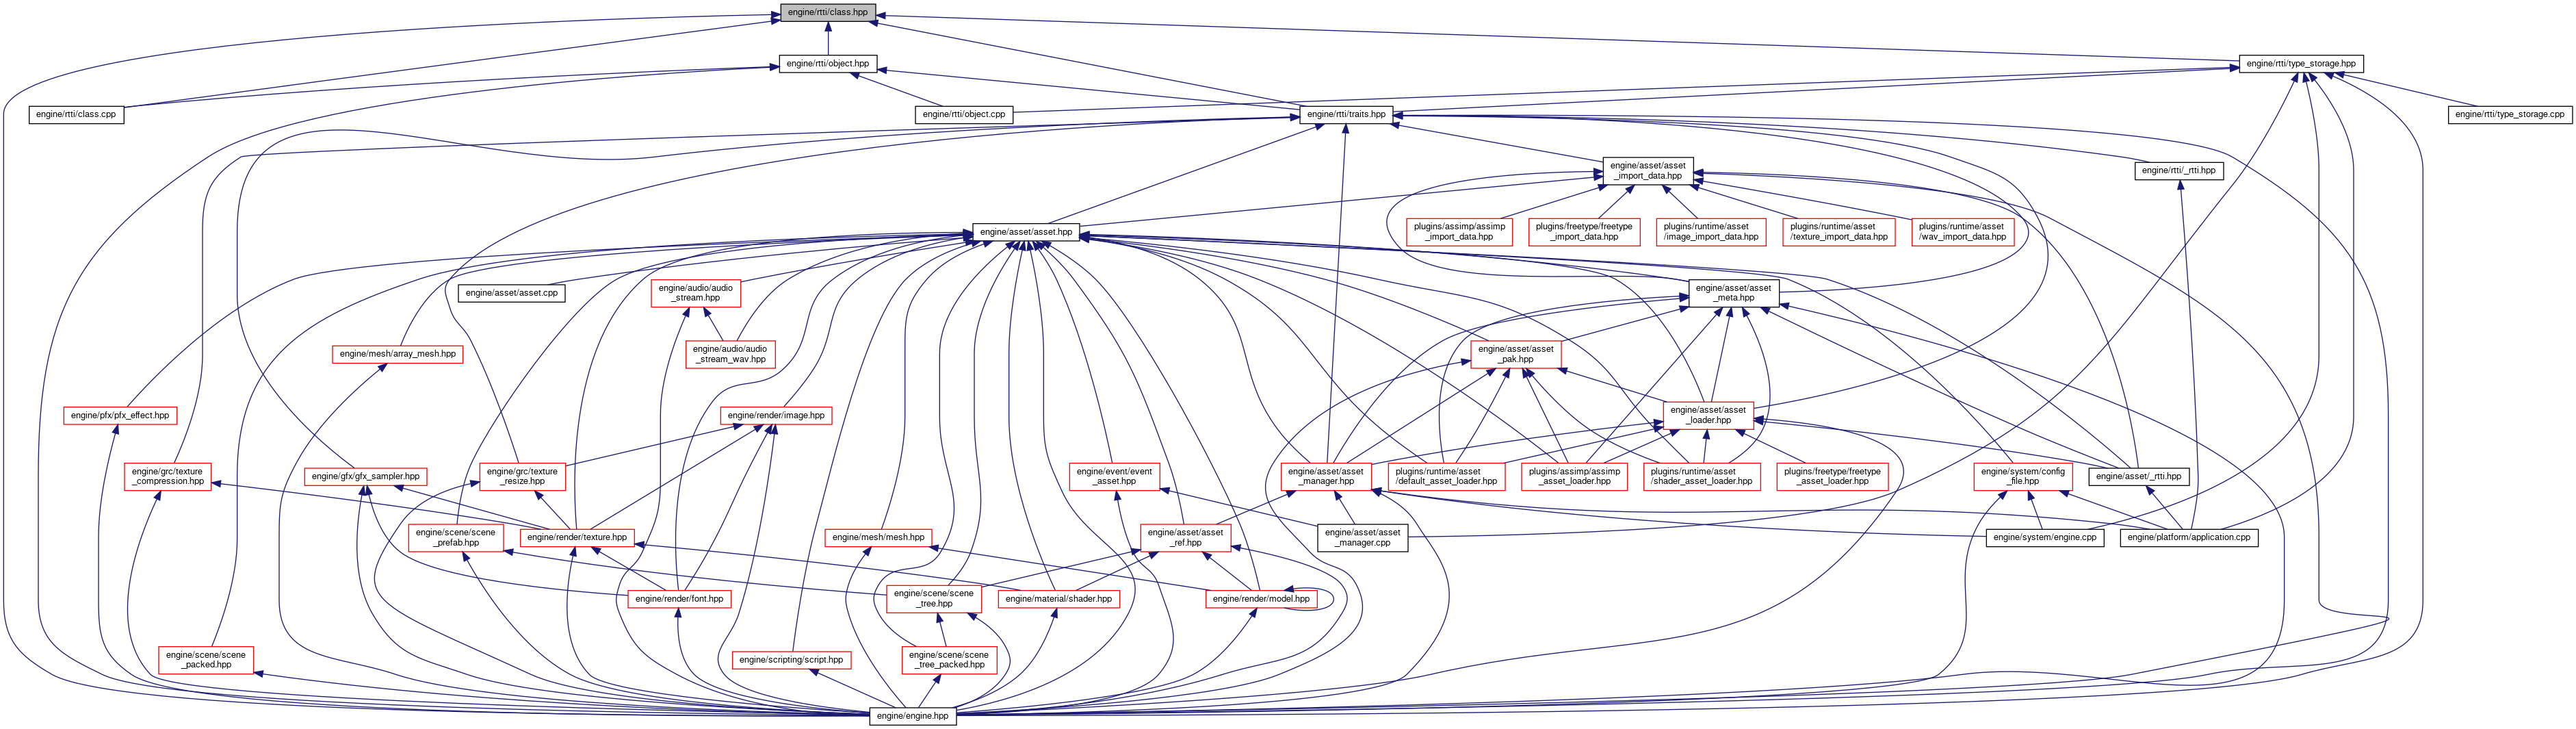 engine/rtti/class.hpp
engine/rtti/object.hpp
engine/rtti/type_storage.hpp
engine/rtti/class.cpp
engine/rtti/object.cpp
engine/rtti/traits.hpp
engine/rtti/type_storage.cpp
engine/asset/asset
_import_data.hpp
engine/rtti/_rtti.hpp
engine/asset/asset.hpp
plugins/assimp/assimp
_import_data.hpp
plugins/freetype/freetype
_import_data.hpp
plugins/runtime/asset
/image_import_data.hpp
plugins/runtime/asset
/texture_import_data.hpp
plugins/runtime/asset
/wav_import_data.hpp
engine/asset/asset.cpp
engine/audio/audio
_stream.hpp
engine/asset/asset
_meta.hpp
engine/mesh/array_mesh.hpp
engine/audio/audio
_stream_wav.hpp
engine/asset/asset
_pak.hpp
engine/pfx/pfx_effect.hpp
engine/render/image.hpp
engine/asset/asset
_loader.hpp
engine/grc/texture
_compression.hpp
engine/gfx/gfx_sampler.hpp
engine/grc/texture
_resize.hpp
engine/event/event
_asset.hpp
engine/asset/asset
_manager.hpp
plugins/runtime/asset
/default_asset_loader.hpp
plugins/assimp/assimp
_asset_loader.hpp
plugins/runtime/asset
/shader_asset_loader.hpp
plugins/freetype/freetype
_asset_loader.hpp
engine/system/config
_file.hpp
engine/asset/_rtti.hpp
engine/scene/scene
_prefab.hpp
engine/render/texture.hpp
engine/mesh/mesh.hpp
engine/asset/asset
_ref.hpp
engine/asset/asset
_manager.cpp
engine/system/engine.cpp
engine/platform/application.cpp
engine/render/font.hpp
engine/scene/scene
_tree.hpp
engine/material/shader.hpp
engine/render/model.hpp
engine/scene/scene
_packed.hpp
engine/scripting/script.hpp
engine/scene/scene
_tree_packed.hpp
engine/engine.hpp